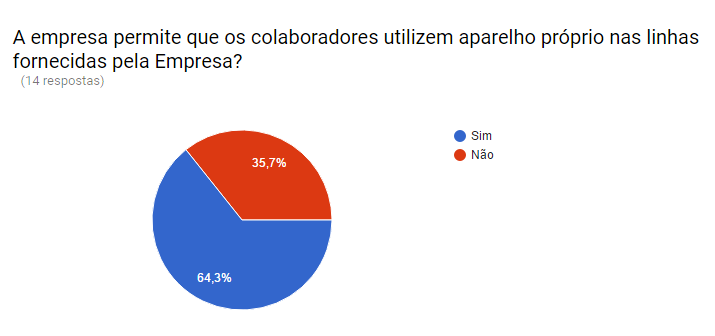 A empresa permite que os colaboradores utilizem aparelho próprio nas linhas
fornecidas pela Empresa?
(14 respostas)
Sim
Não
35,7%
64,3%